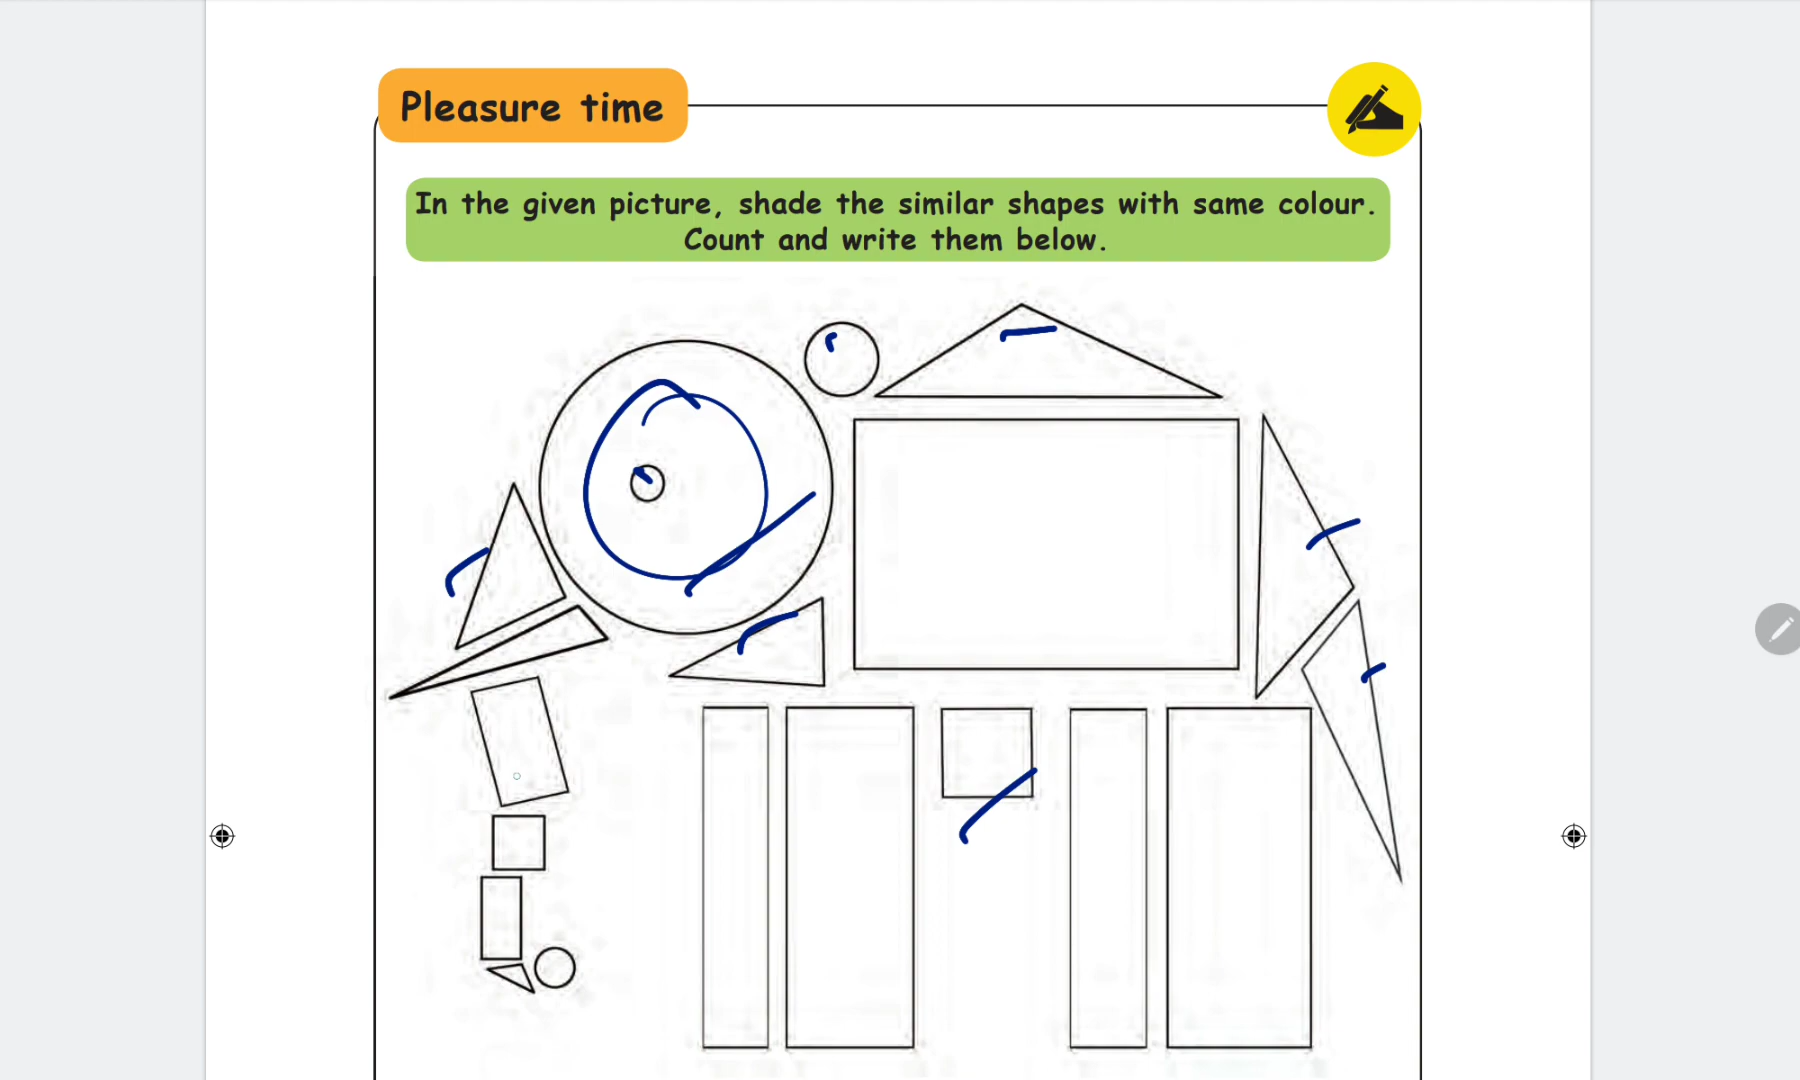 Pleasure time
In the given picture, shade the similar shapes with same colour.
Count and write them below.